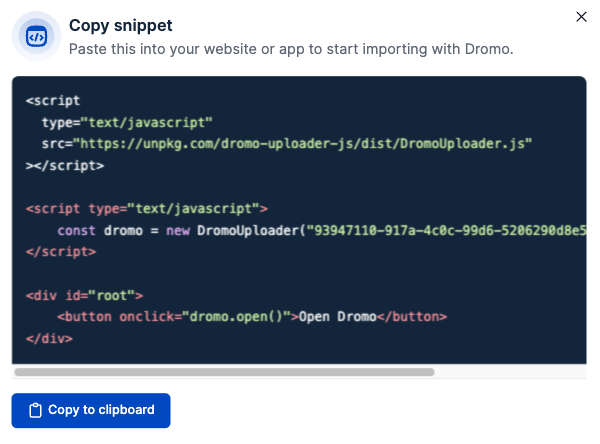 Copy snippet
Paste this into your website or app to start importing with Dromo.
<script
  type="text/javascript"
  src="https://unpkg.com/dromo-uploader-js/dist/DromoUploader.js"
></script>
<script type="text/javascript">
    const dromo = new DromoUploader("93947110-917a-4c0c-99d6-5206290d8e5
</script>
<div id="root">
    <button onclick="dromo.open()">Open Dromo</button>
</div>
Copy to clipboard